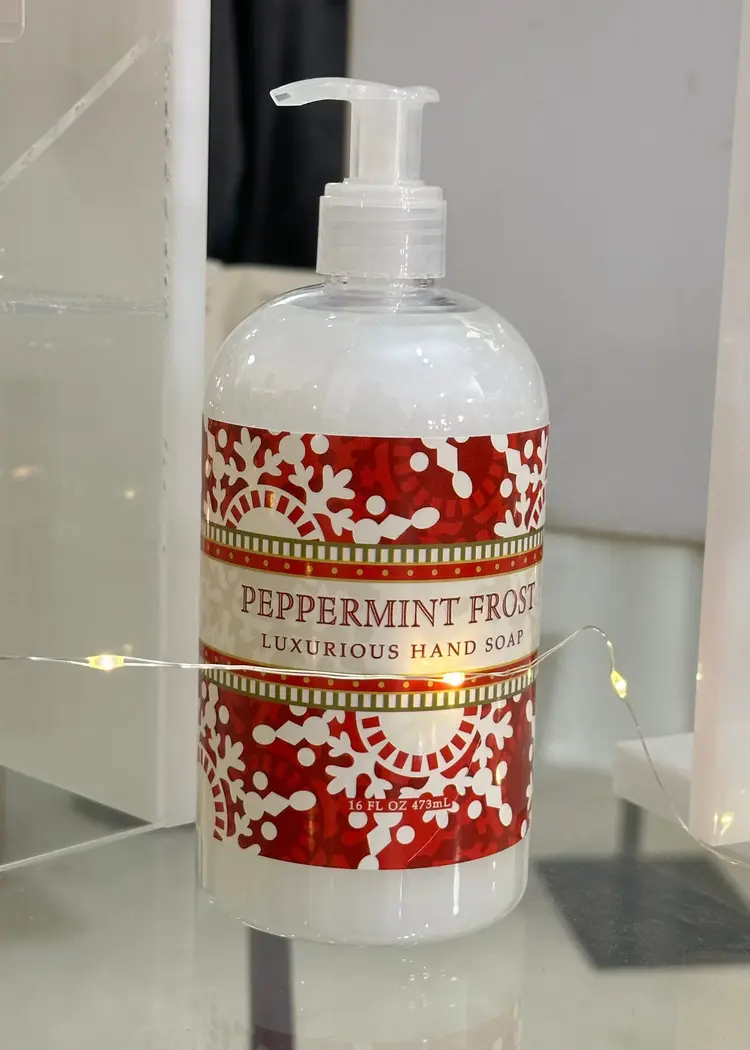 PEPPERMINT FROST
LUXURIOUS HAND SOAP
16 FL OZ 473mL